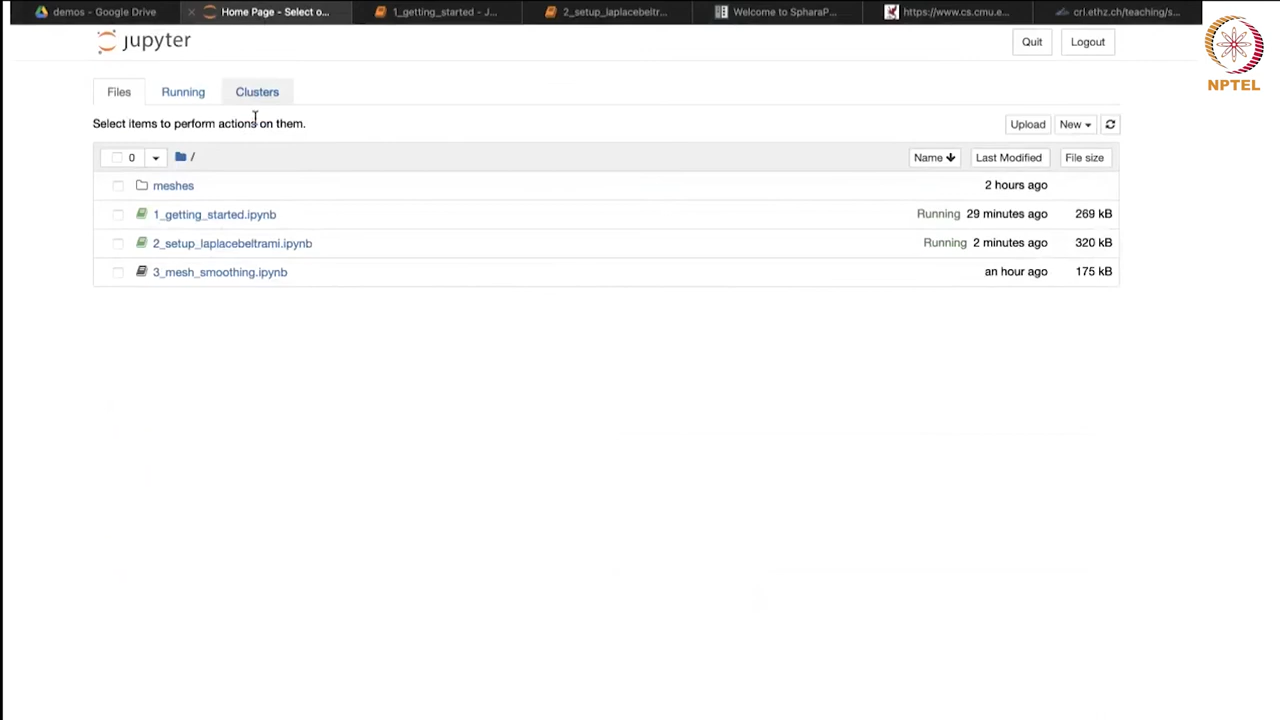 demos - Google Drive
Home Page - Select o...
1_getting_started - J...
2_setup_laplacebeltr...
Welcome to SpharaP...
https://www.cs.cmu.e...
crl.ethz.ch/teaching/s...
jupyter
Quit
Logout
NPTEL
Files
Running
Clusters
Select items to perform actions on them.
Upload
New
0
/
Name
Last Modified
File size
meshes
2 hours ago
1_getting_started.ipynb
Running 29 minutes ago 269 kB
2_setup_laplacebeltrami.ipynb
Running 2 minutes ago 320 kB
3_mesh_smoothing.ipynb
an hour ago 175 kB